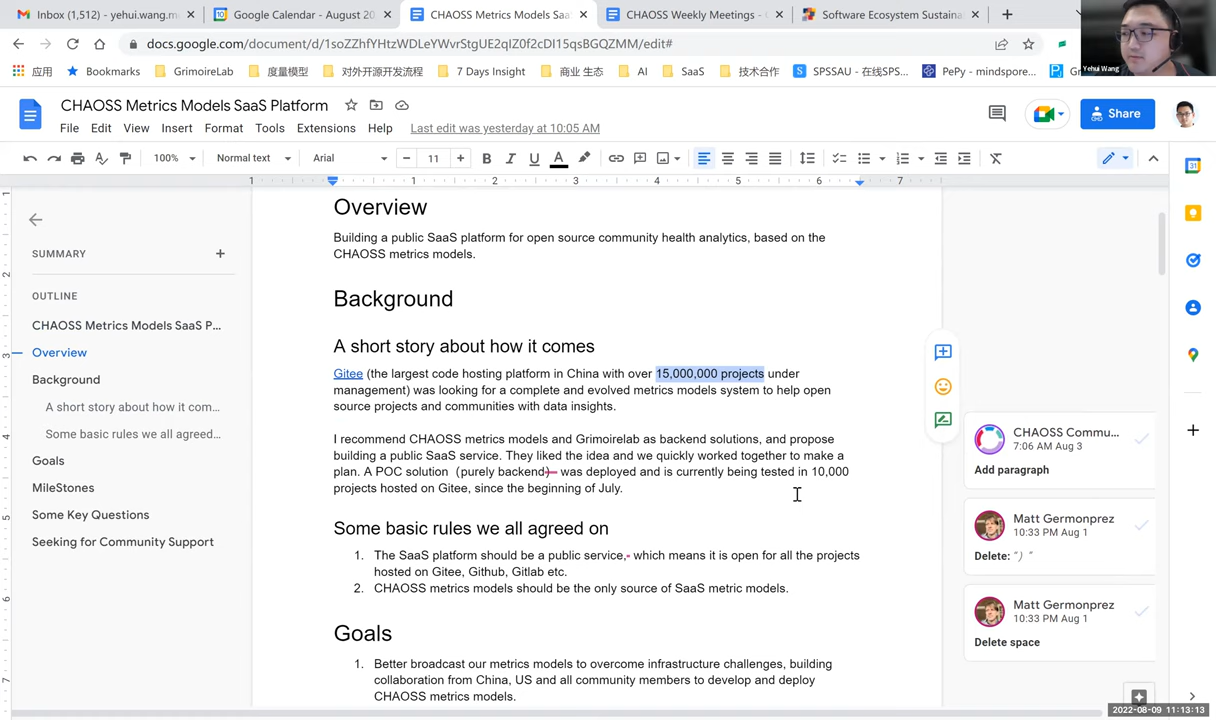 Inbox (1,512) - yehui.wang.m
Google Calendar - August 20
CHAOSS Metrics Models Saa
CHAOSS Weekly Meetings -
Software Ecosystem Sustaina
docs.google.com/document/d/1soZZhfYHtzWDLeYWvrStgUE2qIZ0f2cDI15qsBGQZMM/edit#
应用
Bookmarks
GrimoireLab
度量模型
对外开源开发流程
7 Days Insight
商业 生态
AI
SaaS
技术合作
SPSSAU - 在线SPS...
PePy - mindspore...
Yehui Wang
CHAOSS Metrics Models SaaS Platform
File Edit View Insert Format Tools Extensions Help Last edit was yesterday at 10:05 AM
Share
100% Normal text Arial 11
31
1 1 2 3 4 5 6 7
SUMMARY
OUTLINE
CHAOSS Metrics Models SaaS P...
Overview
Background
A short story about how it com...
Some basic rules we all agreed...
Goals
MileStones
Some Key Questions
Seeking for Community Support
Overview
Building a public SaaS platform for open source community health analytics, based on the
CHAOSS metrics models.
Background
A short story about how it comes
Gitee (the largest code hosting platform in China with over 15,000,000 projects under
management) was looking for a complete and evolved metrics models system to help open
source projects and communities with data insights.
I recommend CHAOSS metrics models and Grimoirelab as backend solutions, and propose
building a public SaaS service. They liked the idea and we quickly worked together to make a
plan. A POC solution（purely backend） was deployed and is currently being tested in 10,000
projects hosted on Gitee, since the beginning of July.
Some basic rules we all agreed on
1. The SaaS platform should be a public service, which means it is open for all the projects
hosted on Gitee, Github, Gitlab etc.
2. CHAOSS metrics models should be the only source of SaaS metric models.
Goals
1. Better broadcast our metrics models to overcome infrastructure challenges, building
collaboration from China, US and all community members to develop and deploy
CHAOSS metrics models.
CHAOSS Commu...
7:06 AM Aug 3
Add paragraph
Matt Germonprez
10:33 PM Aug 1
Delete: "）"
Matt Germonprez
10:33 PM Aug 1
Delete space
2022-08-09 11:13:13